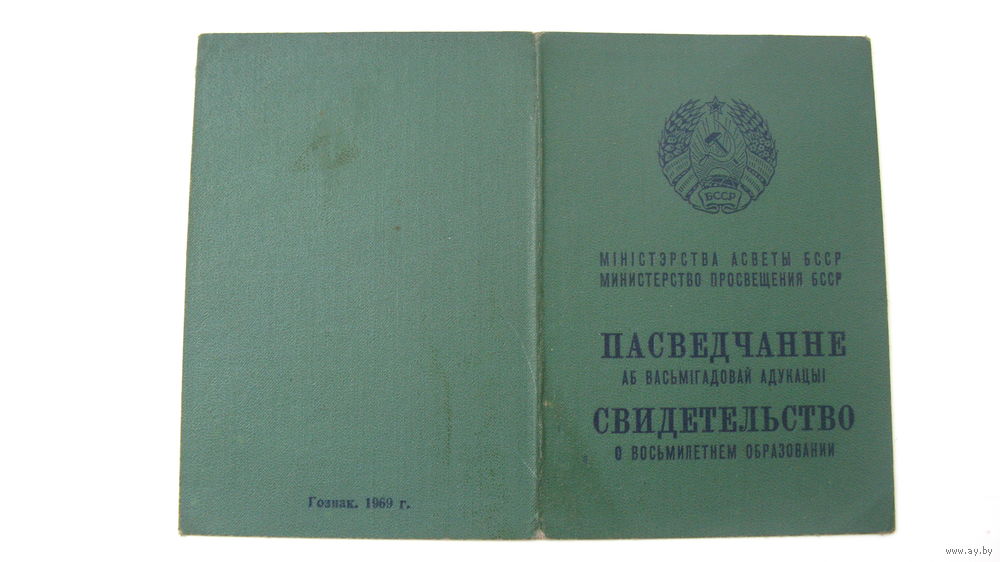 Гознак. 1969 г.
БССР
МІНІСТЭРСТВА АСВЕТЫ БССР
МИНИСТЕРСТВО ПРОСВЕЩЕНИЯ БССР
ПАСВЕДЧАННЕ
АБ ВАСЬМІГАДОВАЙ АДУКАЦЫІ
СВИДЕТЕЛЬСТВО
О ВОСЬМИЛЕТНЕМ ОБРАЗОВАНИИ
www.ay.by